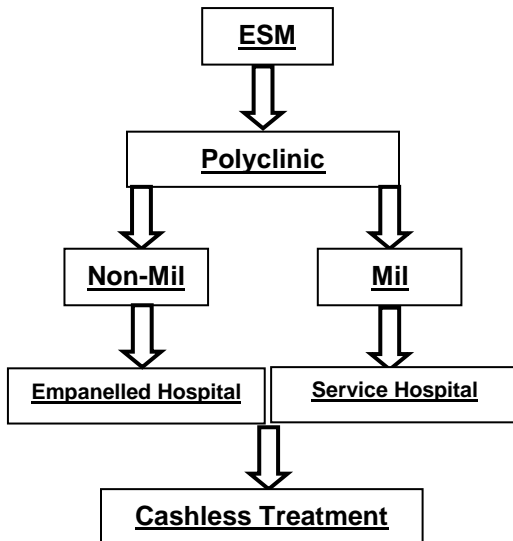 ESM
Polyclinic
Non-Mil
Mil
Empanelled Hospital
Service Hospital
Cashless Treatment